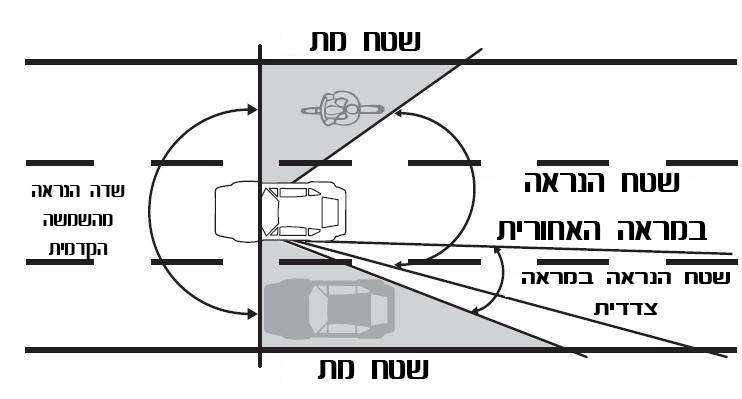 שטח מת
שדה הנראה
מהשמשה
הקדמית
שטח הנראה
במראה האחורית
שטח הנראה במראה
צדדית
שטח מת